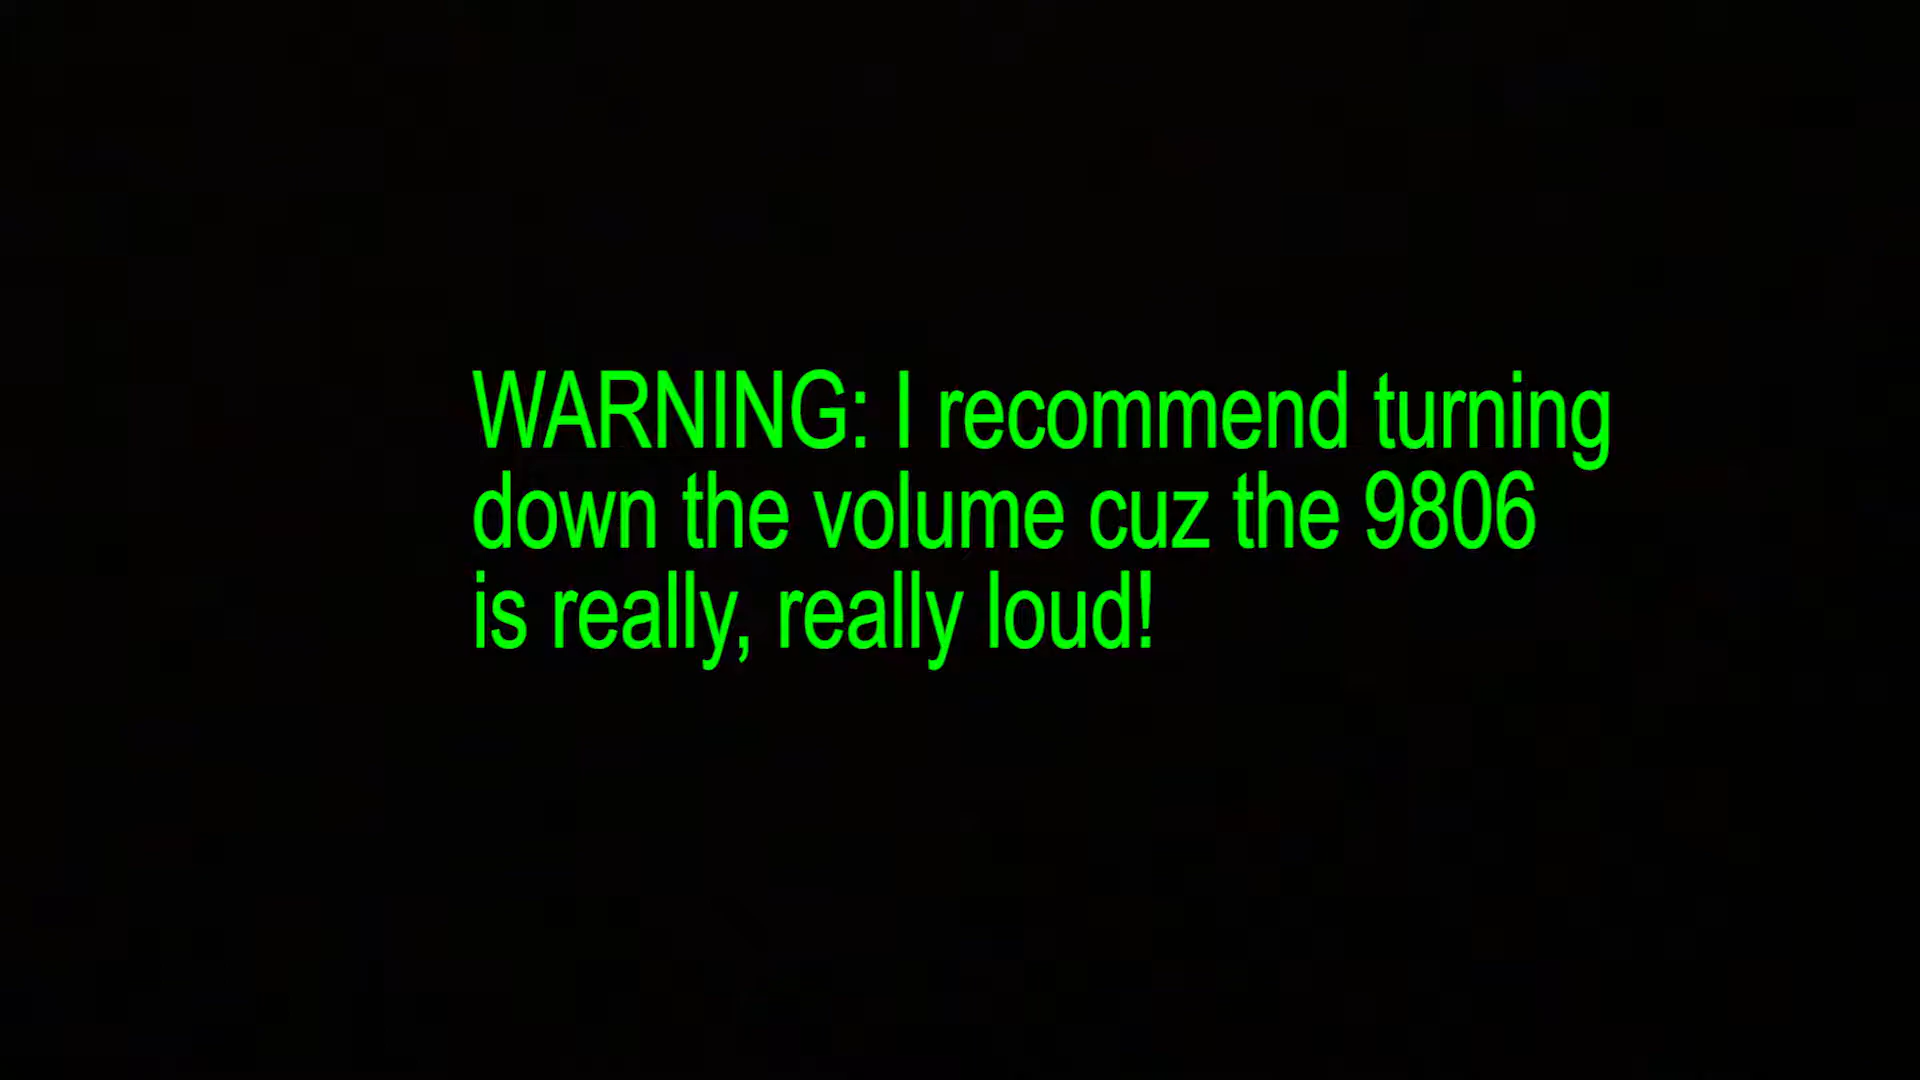 WARNING: I recommend turning
down the volume cuz the 9806
is really, really loud!